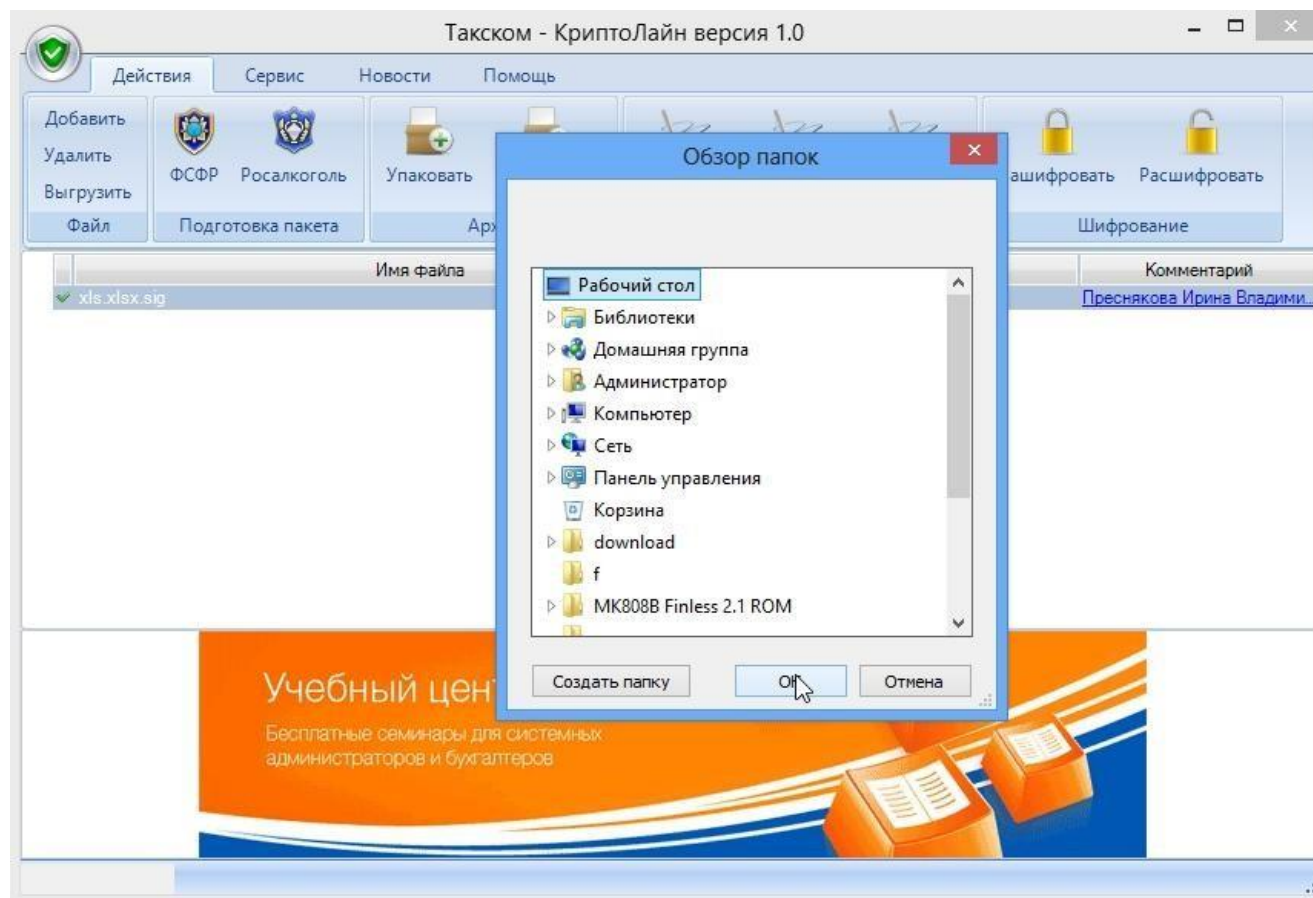 Такском - КриптоЛайн версия 1.0
Действия Сервис Новости Помощь
Добавить
Удалить
Выгрузить
Файл
ФСФР Росалкоголь
Подготовка пакета
Упаковать
Арх
ашифровать Расшифровать
Шифрование
Имя файла Комментарий
xls.xlsx.sig Преснякова Ирина Владими...
Обзор папок
Рабочий стол
Библиотеки
Домашняя группа
Администратор
Компьютер
Сеть
Панель управления
Корзина
download
f
MK808B Finless 2.1 ROM
Создать папку ОК Отмена
Учебный цен
Бесплатные семинары для системных
администраторов и бухгалтеров